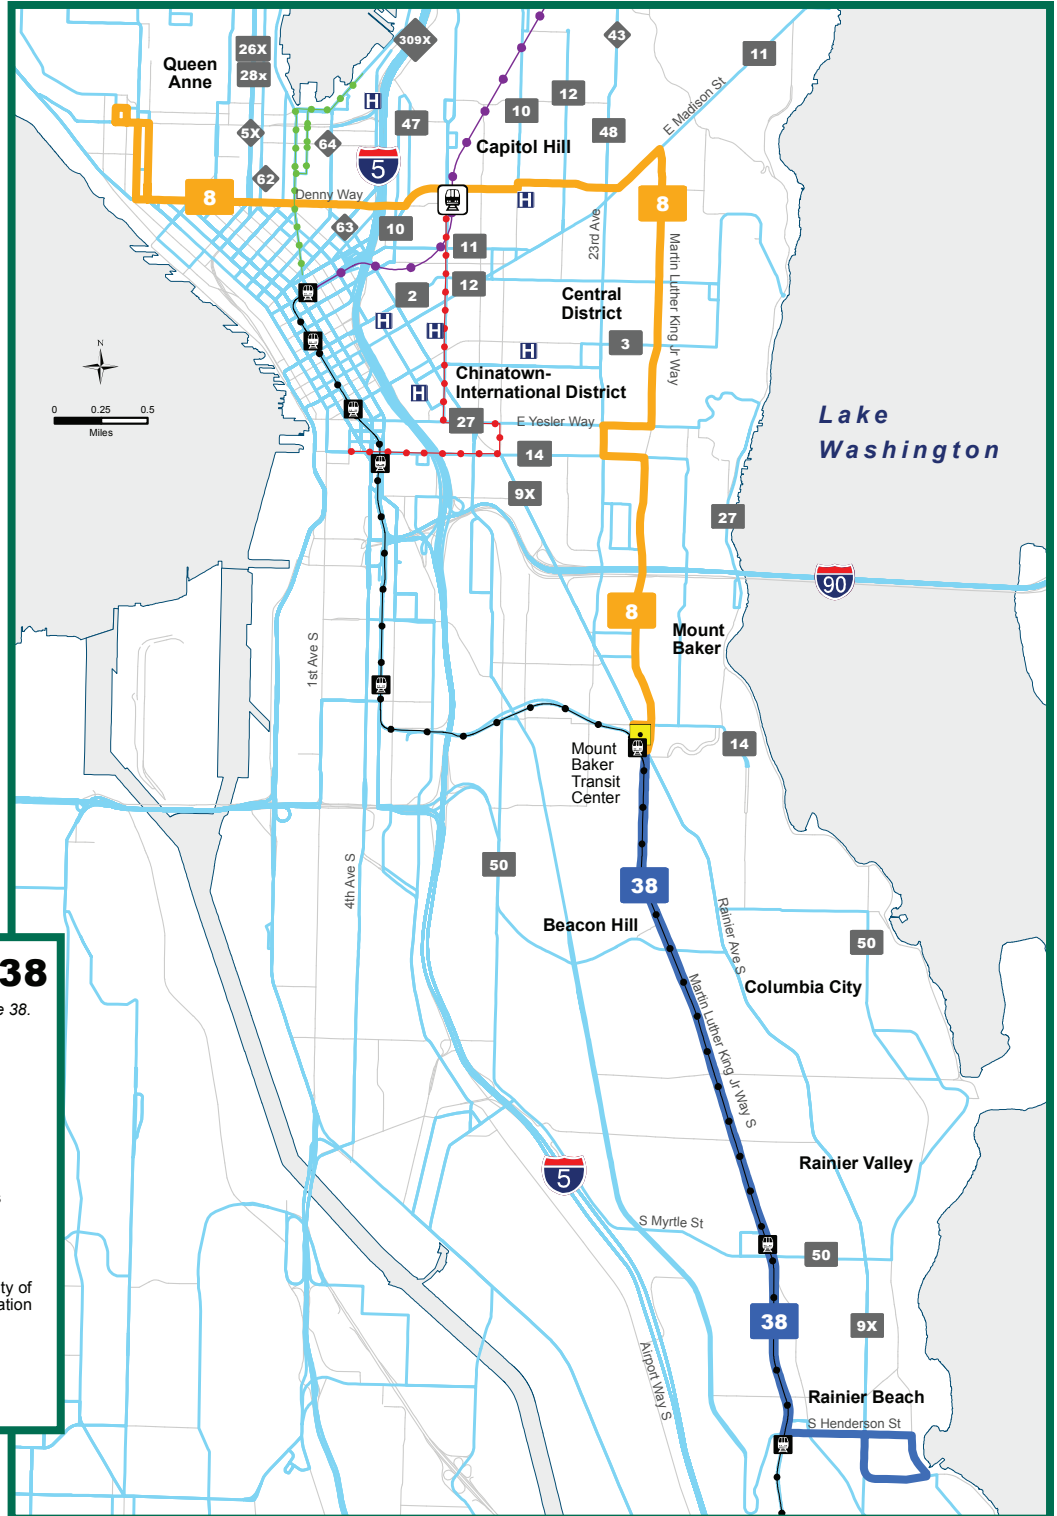 26X
28x
309X
43
11
Queen
Anne
12
10
47
48
5X
64
E Madison St
Capitol Hill
5
62
Denny Way
8
8
63
10
23rd Ave
11
12
2
Central
District
Martin Luther King Jr Way
3
N
Chinatown-
International District
0 0.25 0.5
Miles
27
E Yesler Way
Lake
Washington
14
9X
27
90
8
Mount
Baker
1st Ave S
14
Mount
Baker
Transit
Center
50
4th Ave S
38
Rainier Ave S
Beacon Hill
50
38
Columbia City
e 38.
Martin Luther King Jr Way S
Rainier Valley
5
S Myrtle St
50
ty of
ation
38
9X
Airport Way S
Rainier Beach
S Henderson St
H
H
H
H
H
H